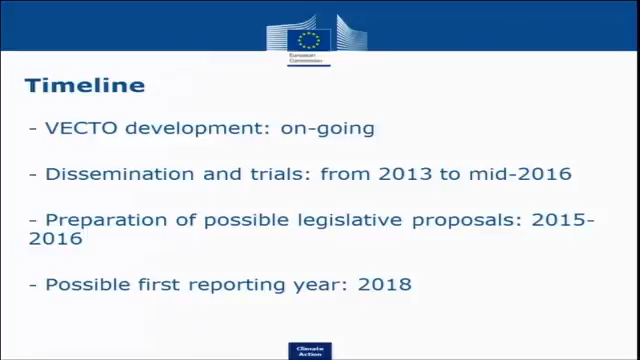 European
Commission
Timeline
- VECTO development: on-going
- Dissemination and trials: from 2013 to mid-2016
- Preparation of possible legislative proposals: 2015-
2016
- Possible first reporting year: 2018
Climate
Action